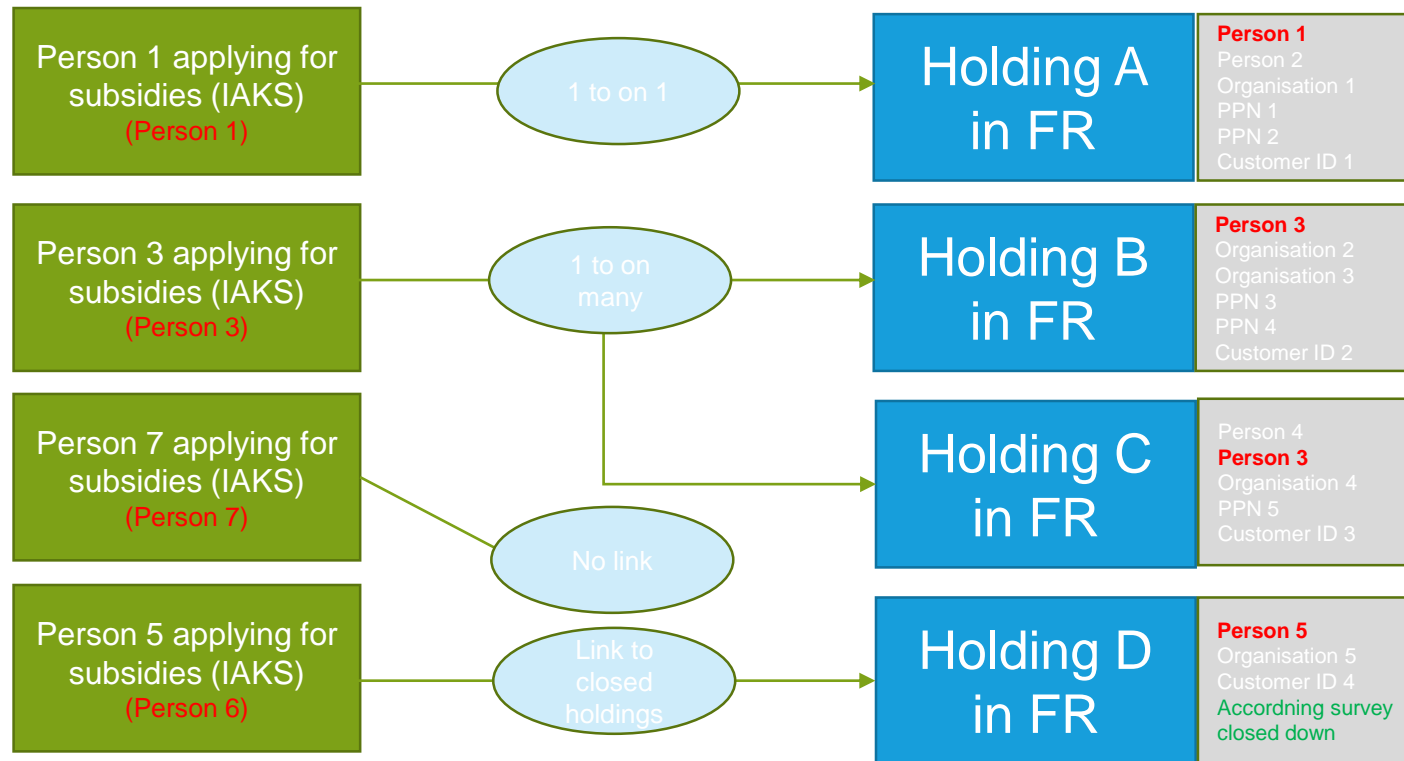 Person 1 applying for
subsidies (IAKS)
(Person 1)
1 to on 1
Holding A
in FR
Person 1
Person 2
Organisation 1
PPN 1
PPN 2
Customer ID 1
Person 3 applying for
subsidies (IAKS)
(Person 3)
1 to on
many
Holding B
in FR
Person 3
Organisation 2
Organisation 3
PPN 3
PPN 4
Customer ID 2
Person 7 applying for
subsidies (IAKS)
(Person 7)
No link
Holding C
in FR
Person 4
Person 3
Organisation 4
PPN 5
Customer ID 3
Person 5 applying for
subsidies (IAKS)
(Person 6)
Link to
closed
holdings
Holding D
in FR
Person 5
Organisation 5
Customer ID 4
Accordning survey
closed down